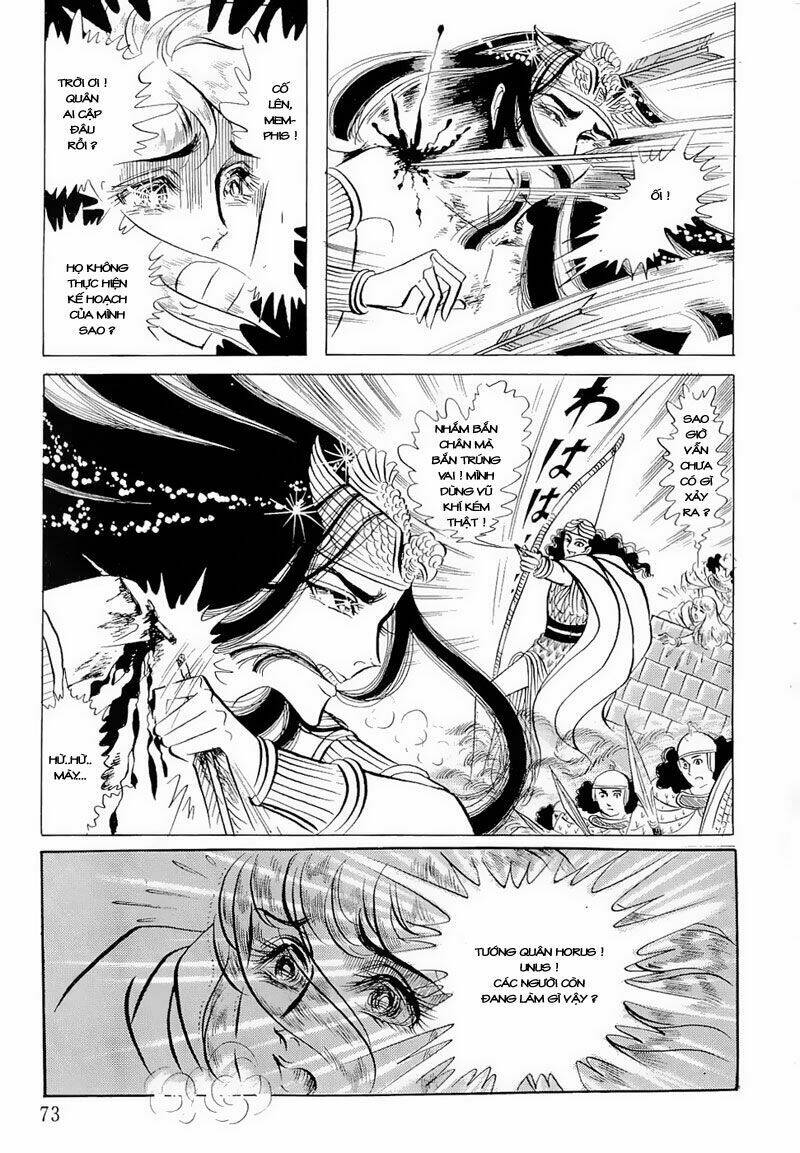 TRỜI ƠI !
QUÂN
AI CẬP
ĐÂU
RỒI ?
CỐ
LÊN,
MEM-
PHIS !
HỌ KHÔNG
THỰC HIỆN
KẾ HOẠCH
CỦA MÌNH
SAO ?
ỐI !
NHẮM BẮN
CHÂN MÀ
BẮN TRÚNG
VAI ! MÌNH
DÙNG VŨ
KHÍ KÉM
THẬT !
わはは
SAO
GIỜ
VẪN
CHƯA
CÓ GÌ
XẢY
RA ?
HỪ..HỪ..
MÀY...
TƯỚNG QUÂN HORUS !
UNUS !
CÁC NGƯỜI CÒN
ĐANG LÀM GÌ VẬY ?
73